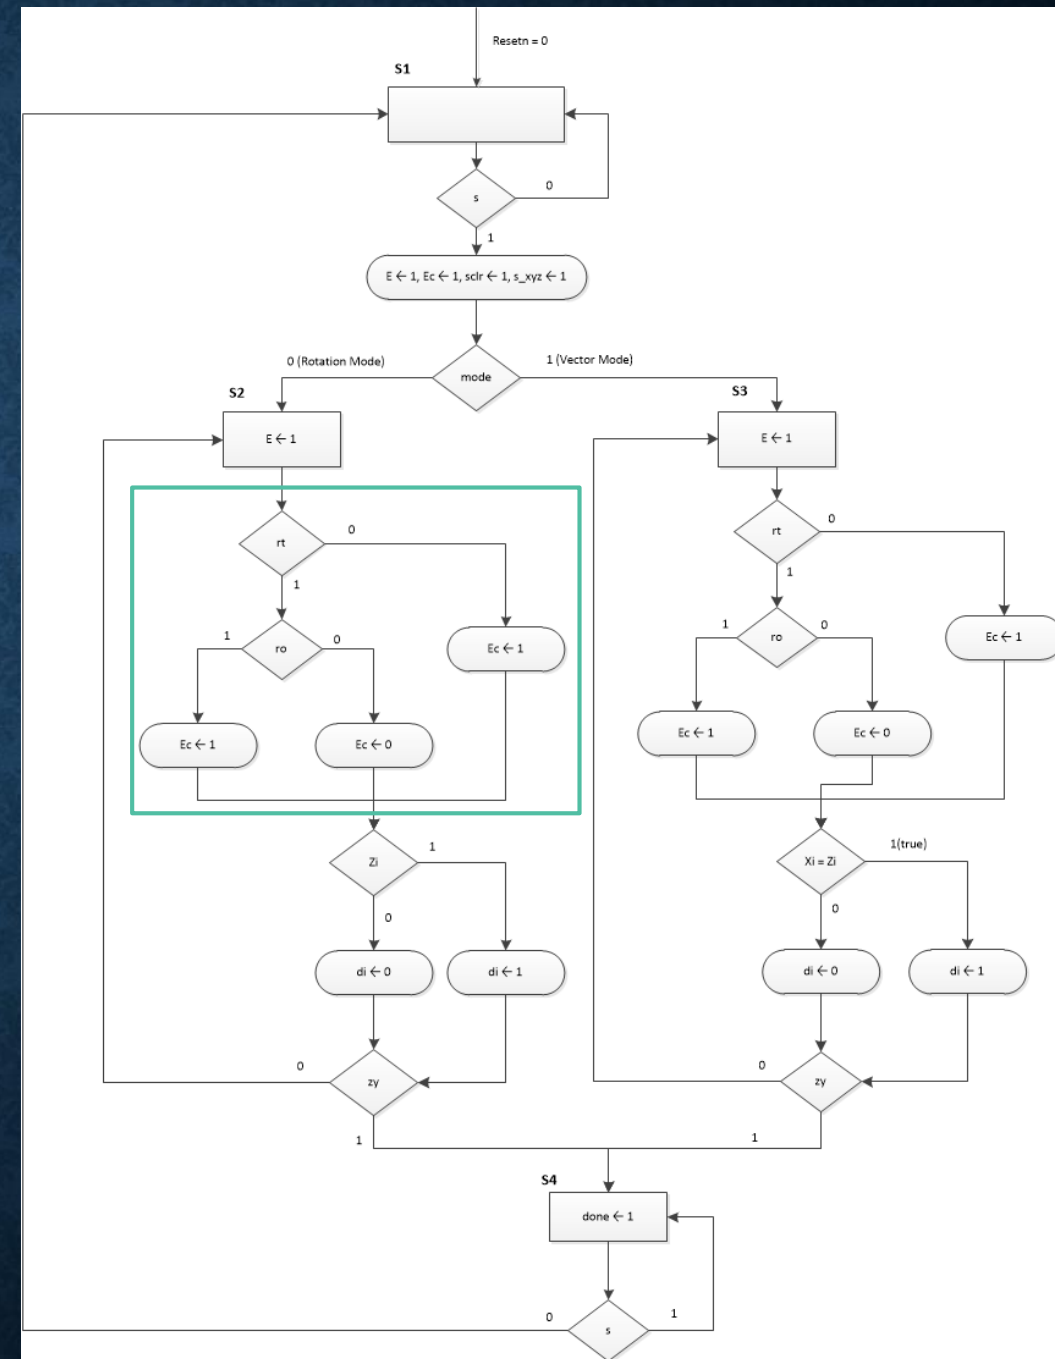 Resetn = 0
S1
s
0
1
E ← 1, Ec ← 1, sclr ← 1, s_xyz ← 1
0 (Rotation Mode)
mode
1 (Vector Mode)
S2
E ← 1
S3
E ← 1
rt
0
1
ro
1
0
Ec ← 1
Ec ← 1
Ec ← 0
Zi
1
0
di ← 0
di ← 1
zy
0
1
rt
0
1
ro
1
0
Ec ← 1
Ec ← 1
Ec ← 0
Xi = Zi
1(true)
0
di ← 0
di ← 1
zy
0
1
S4
done ← 1
s
0
1